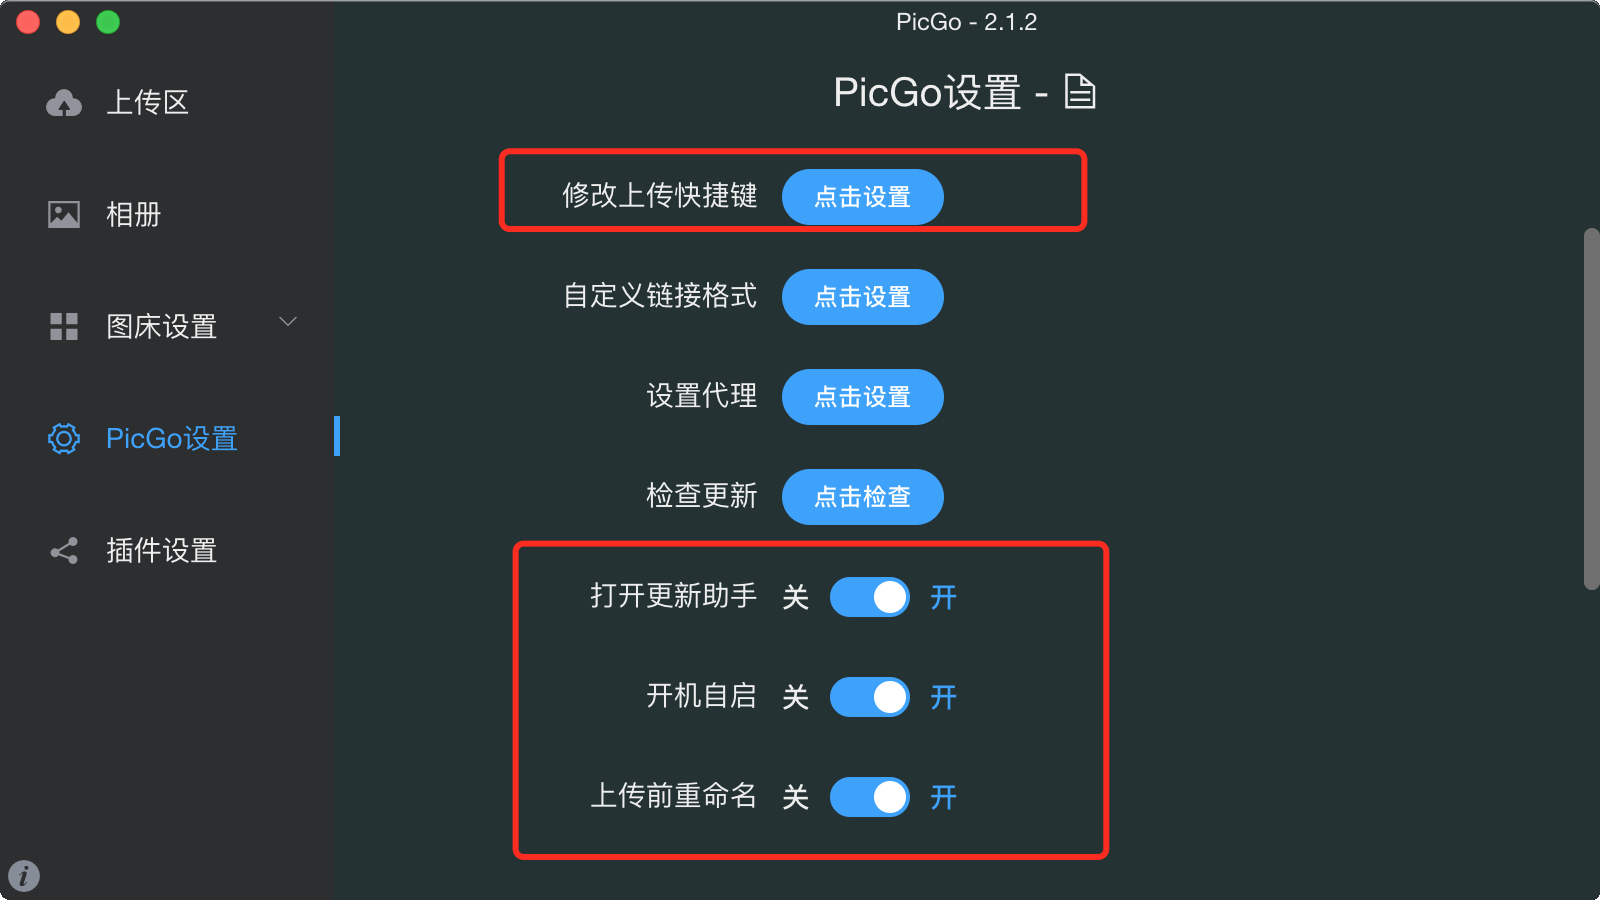 PicGo - 2.1.2
上传区
相册
图床设置
PicGo设置
插件设置
PicGo设置 -
修改上传快捷键 点击设置
自定义链接格式 点击设置
设置代理 点击设置
检查更新 点击检查
打开更新助手 关 开
开机自启 关 开
上传前重命名 关 开